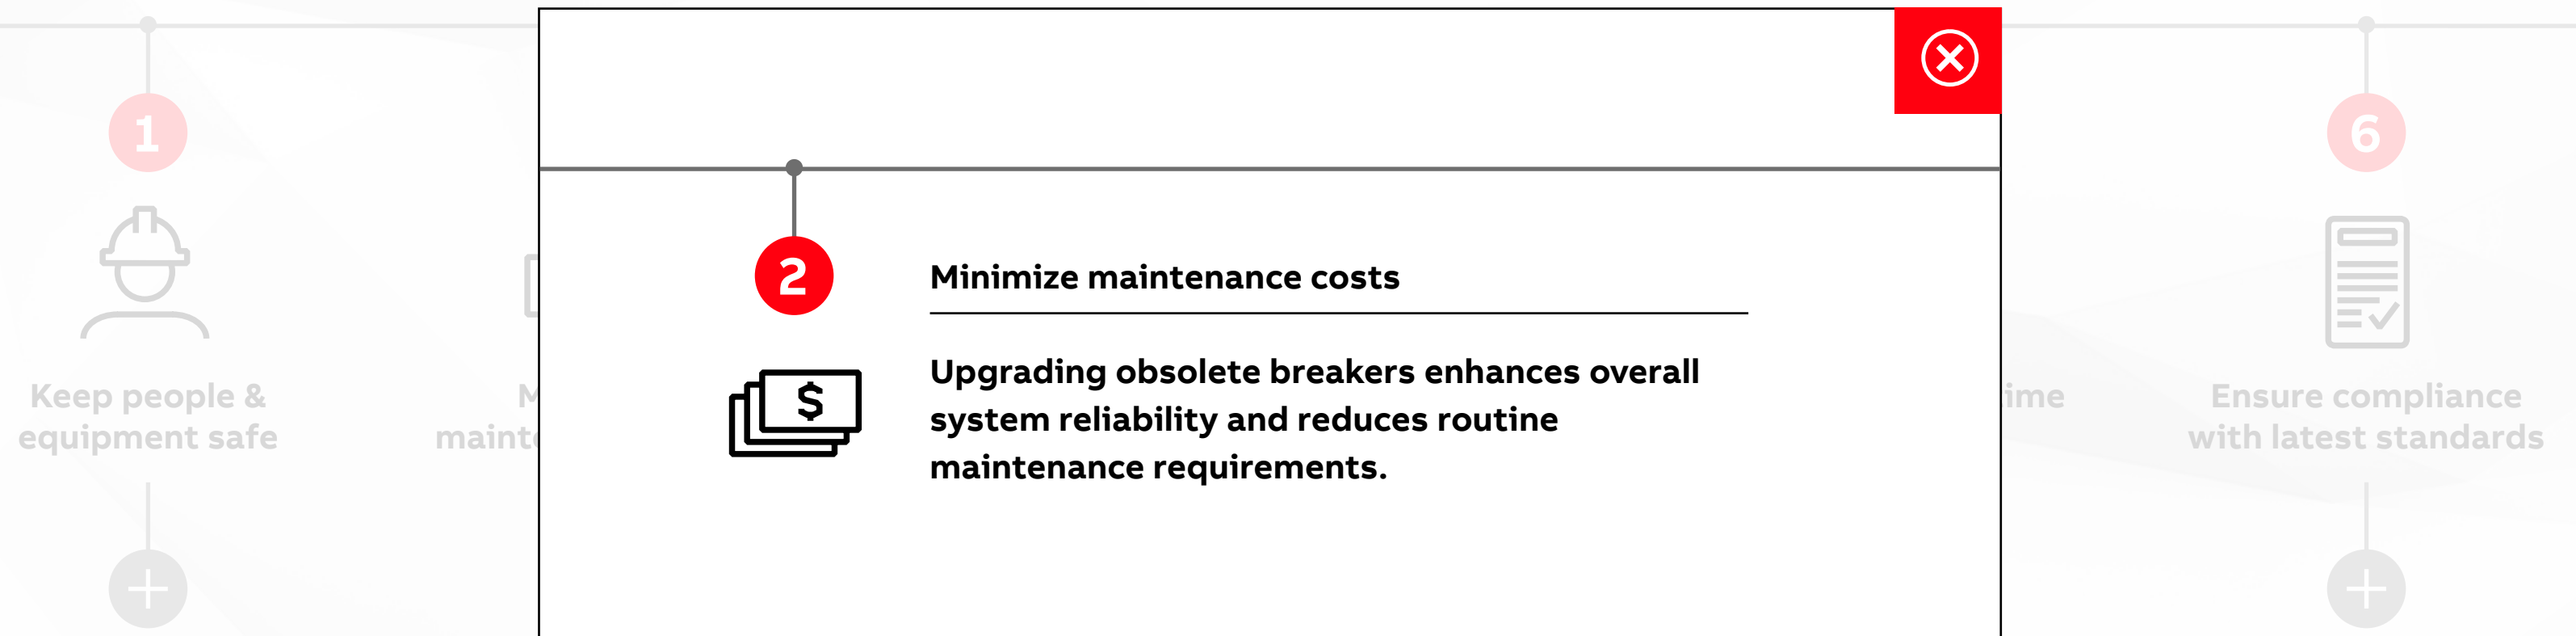 1
Keep people &
equipment safe
2
Minimize maintenance costs
$
Upgrading obsolete breakers enhances overall
system reliability and reduces routine
maintenance requirements.
6
Ensure compliance
with latest standards